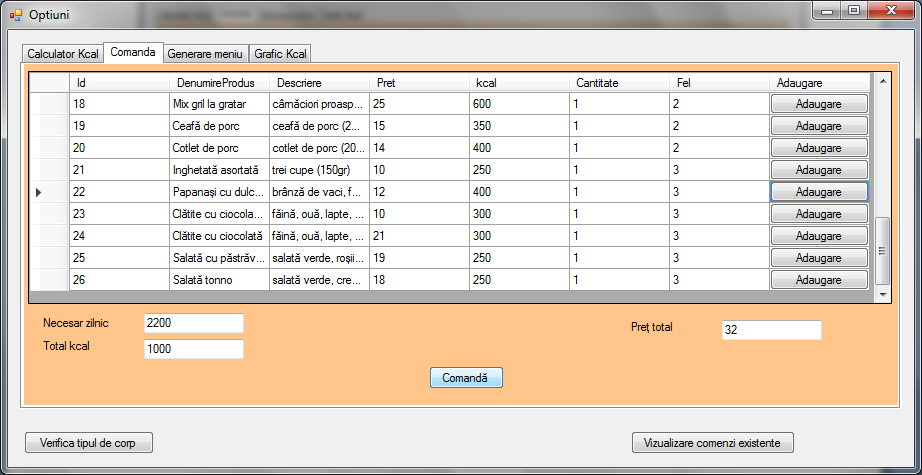 Optiuni
Calculator Kcal Comanda Generare meniu Grafic Kcal
Id DenumireProdus Descriere Pret kcal Cantitate Fel Adaugare
18 Mix gril la gratar cârnăciori proasp... 25 600 1 2 Adaugare
19 Ceafă de porc ceafă de porc (2... 15 350 1 2 Adaugare
20 Cotlet de porc cotlet de porc (20... 14 400 1 2 Adaugare
21 Inghetată asortată trei cupe (150gr) 10 250 1 3 Adaugare
22 Papanași cu dulc... brânză de vaci, f... 12 400 1 3 Adaugare
23 Clătite cu ciocola... făină, ouă, lapte, ... 10 300 1 3 Adaugare
24 Clătite cu ciocolată făină, ouă, lapte, ... 21 300 1 3 Adaugare
25 Salată cu păstrăv... salată verde, roșii... 19 250 1 3 Adaugare
26 Salată tonno salată verde, cre... 18 250 1 3 Adaugare
Necesar zilnic 2200 Preț total 32
Total kcal 1000
Comandă
Verifica tipul de corp Vizualizare comenzi existente